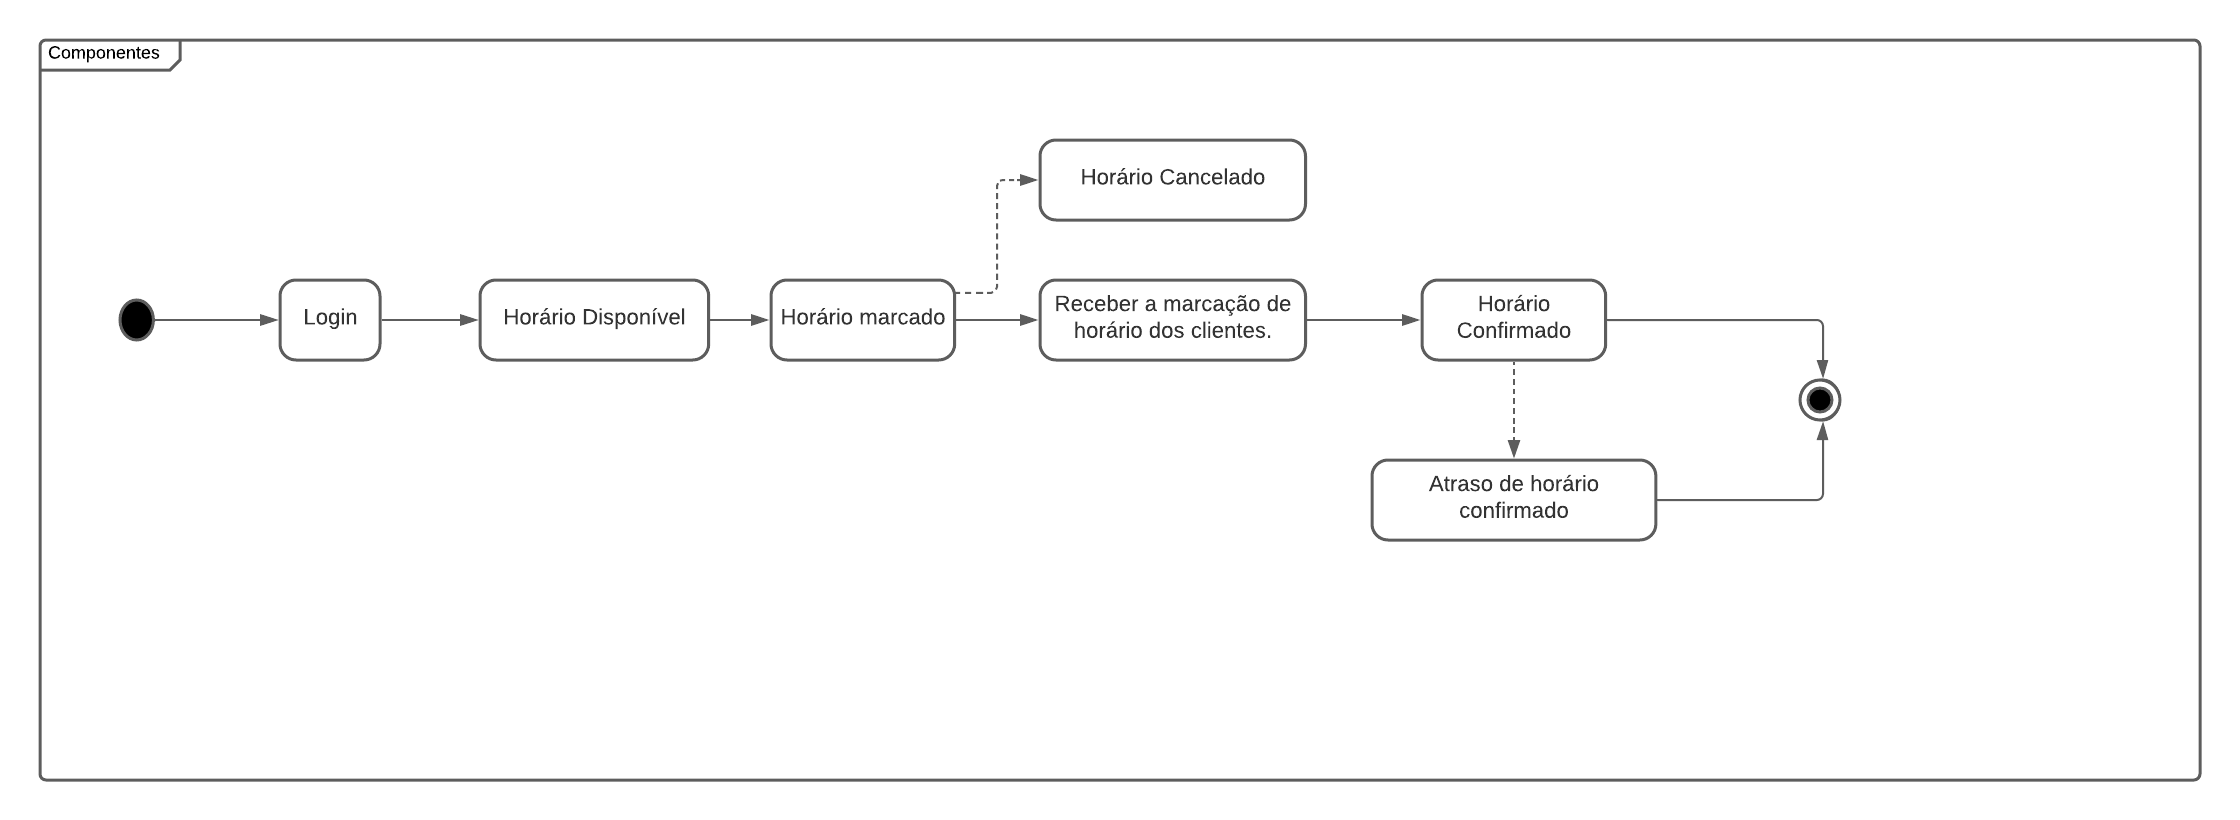 Componentes
Horário Cancelado
Login
Horário Disponível
Horário marcado
Receber a marcação de
horário dos clientes.
Horário
Confirmado
Atraso de horário
confirmado